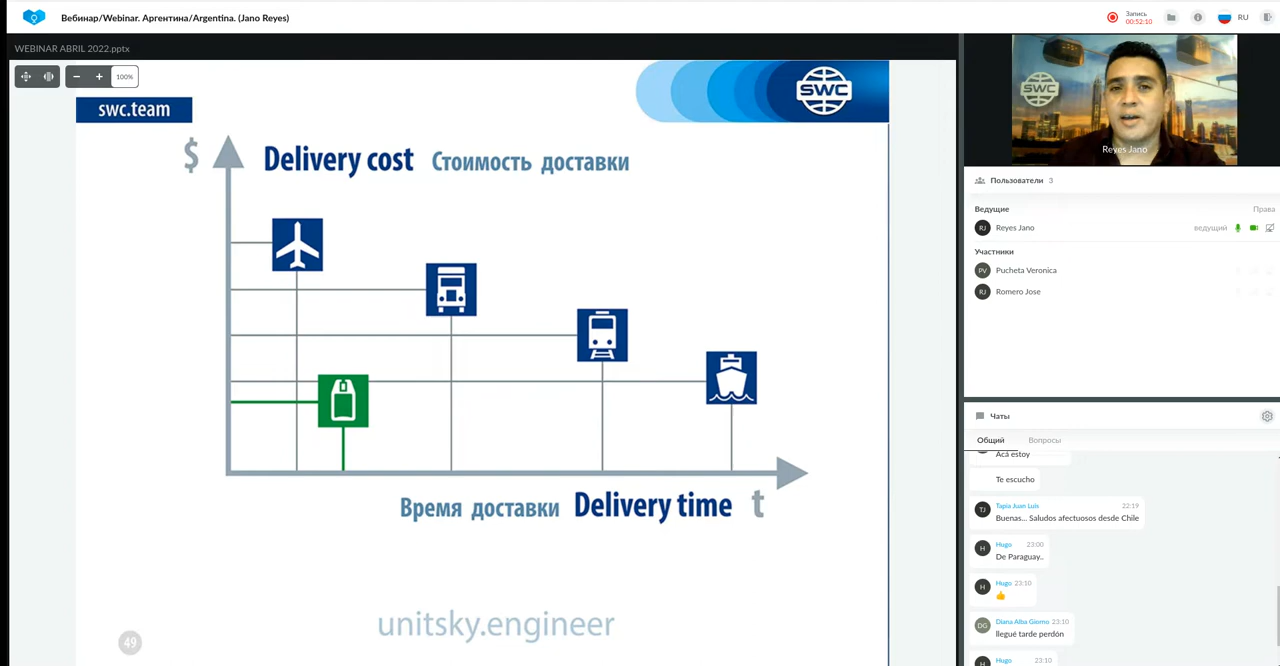 Вебинар/Webinar. Аргентина/Argentina. (Jano Reyes)
Запись
00:52:10
RU
WEBINAR ABRIL 2022.pptx
100%
swc.team
SWC
$
Delivery cost Стоимость доставки
Время доставки Delivery time t
unitsky.engineer
49
SWC
Reyes Jano
Пользователи 3
Ведущие
Права
RJ Reyes Jano
ведущий
Участники
PV Pucheta Veronica
RJ Romero Jose
Чаты
Общий Вопросы
Acá estoy
Te escucho
TJ Tapia Juan Luis 22:19
Buenas... Saludos afectuosos desde Chile
H Hugo 23:00
De Paraguay..
H Hugo 23:10
👍
DG Diana Alba Giorno 23:10
llegué tarde perdón
H Hugo 23:10